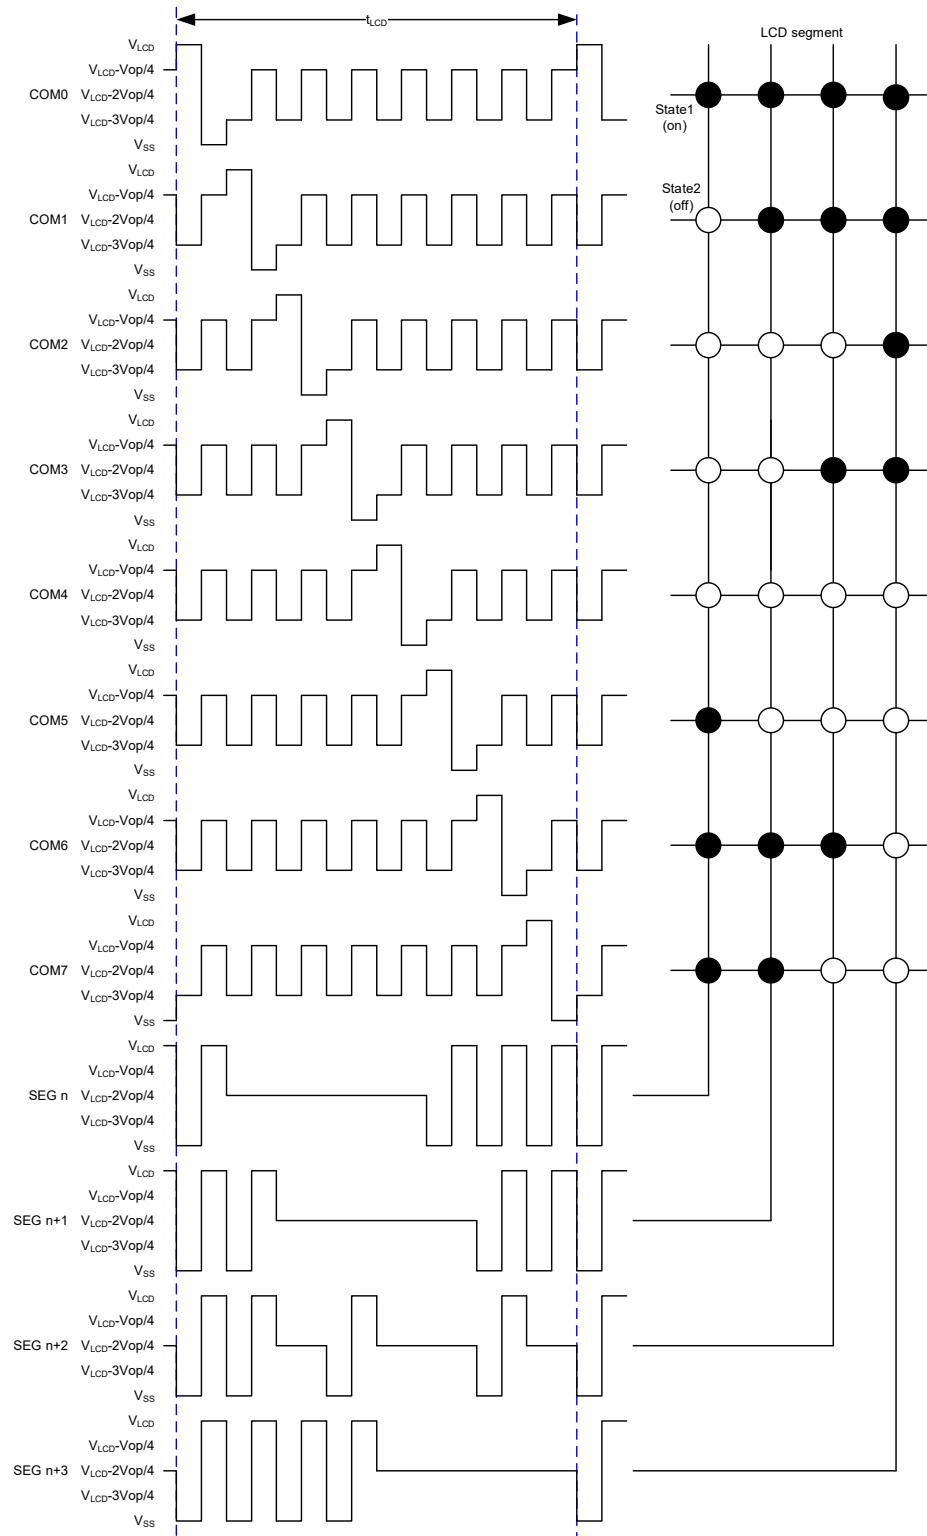 tLCD
LCD segment
VLCD
VLCD-Vop/4
COM0 VLCD-2Vop/4
VLCD-3Vop/4
VSS
State1
(on)
VLCD
VLCD-Vop/4
COM1 VLCD-2Vop/4
VLCD-3Vop/4
VSS
State2
(off)
VLCD
VLCD-Vop/4
COM2 VLCD-2Vop/4
VLCD-3Vop/4
VSS
VLCD
VLCD-Vop/4
COM3 VLCD-2Vop/4
VLCD-3Vop/4
VSS
VLCD
VLCD-Vop/4
COM4 VLCD-2Vop/4
VLCD-3Vop/4
VSS
VLCD
VLCD-Vop/4
COM5 VLCD-2Vop/4
VLCD-3Vop/4
VSS
VLCD
VLCD-Vop/4
COM6 VLCD-2Vop/4
VLCD-3Vop/4
VSS
VLCD
VLCD-Vop/4
COM7 VLCD-2Vop/4
VLCD-3Vop/4
VSS
VLCD
VLCD-Vop/4
SEG n VLCD-2Vop/4
VLCD-3Vop/4
VSS
VLCD
VLCD-Vop/4
SEG n+1 VLCD-2Vop/4
VLCD-3Vop/4
VSS
VLCD
VLCD-Vop/4
SEG n+2 VLCD-2Vop/4
VLCD-3Vop/4
VSS
VLCD
VLCD-Vop/4
SEG n+3 VLCD-2Vop/4
VLCD-3Vop/4
VSS